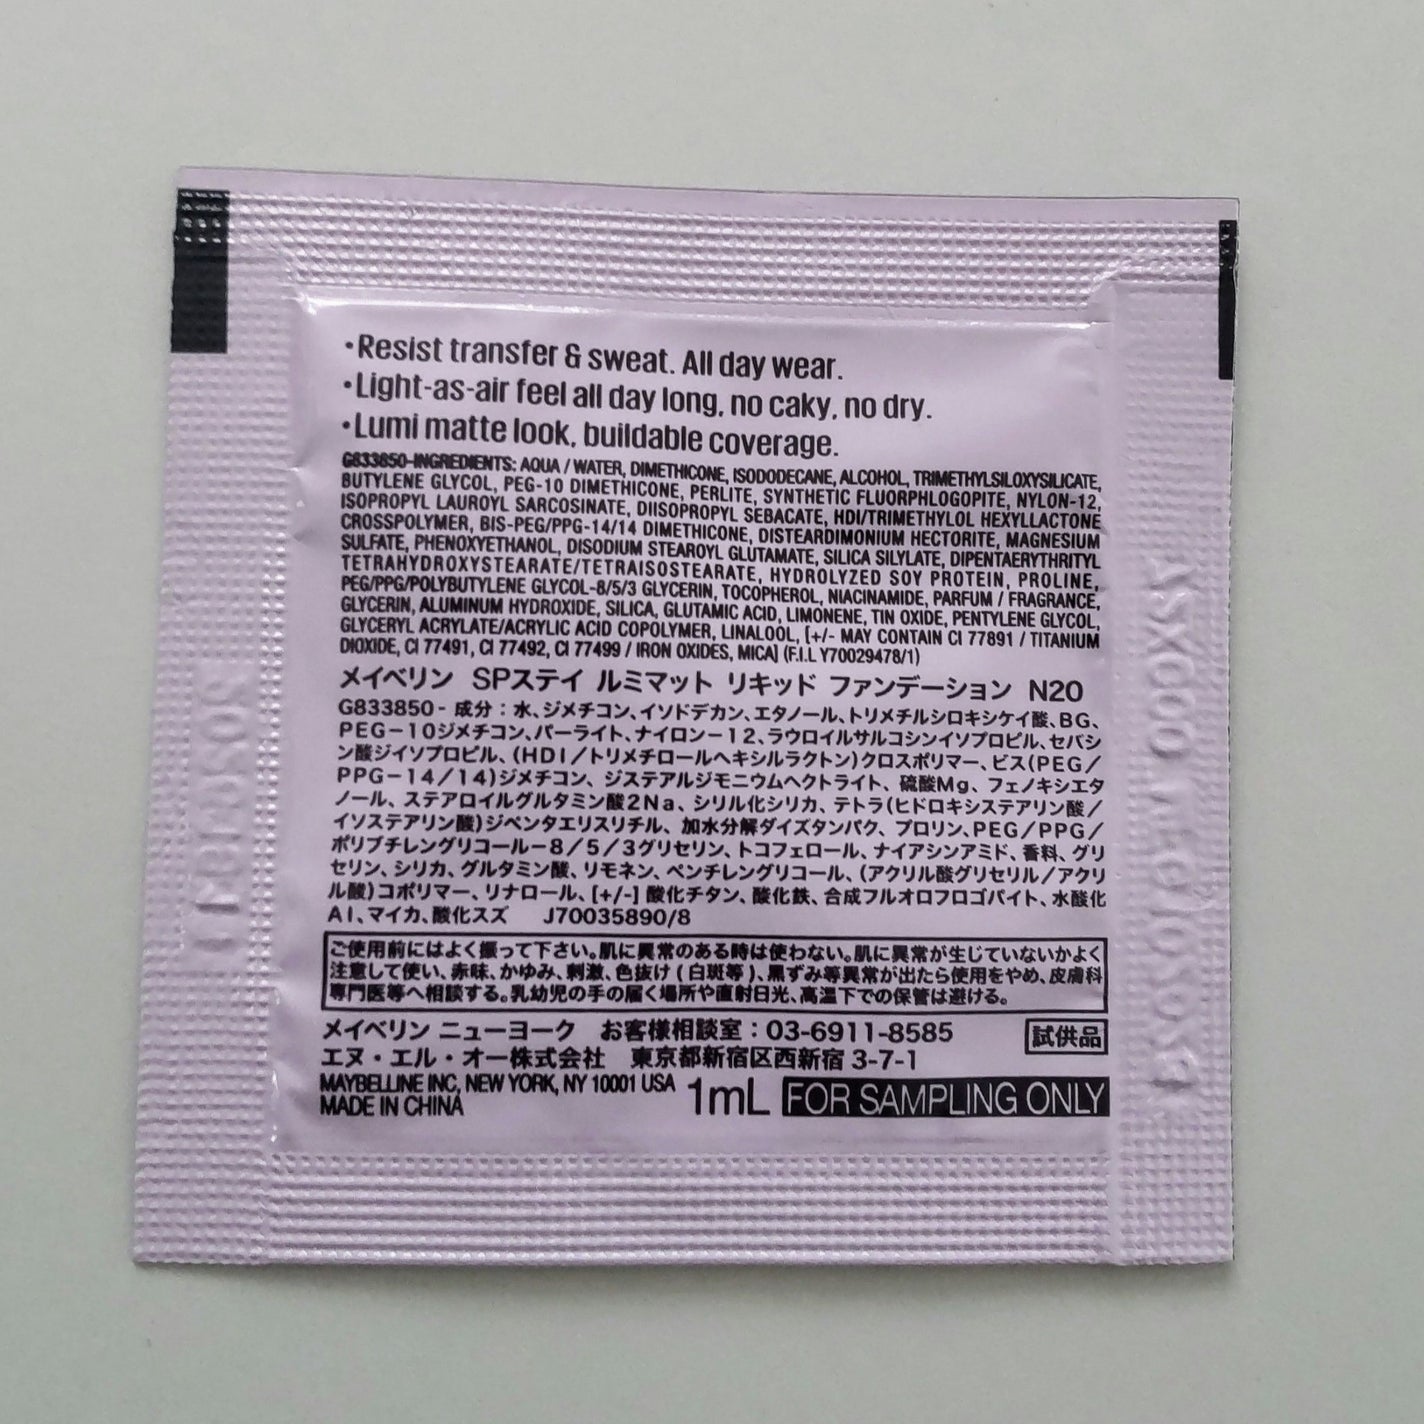 •Resist transfer & sweat. All day wear.
•Light-as-air feel all day long, no caky, no dry.
•Lumi matte look, buildable coverage.
G833850-INGREDIENTS: AQUA / WATER, DIMETHICONE, ISODODECANE, ALCOHOL, TRIMETHYLSILOXYSILICATE,
BUTYLENE GLYCOL, PEG-10 DIMETHICONE, PERLITE, SYNTHETIC FLUORPHLOGOPITE, NYLON-12,
ISOPROPYL LAUROYL SARCOSINATE, DIISOPROPYL SEBACATE, HDI/TRIMETHYLOL HEXYLLACTONE
CROSSPOLYMER, BIS-PEG/PPG-14/14 DIMETHICONE, DISTEARDIMONIUM HECTORITE, MAGNESIUM
SULFATE, PHENOXYETHANOL, DISODIUM STEAROYL GLUTAMATE, SILICA SILYLATE, DIPENTAERYTHRITYL
TETRAHYDROXYSTEARATE/TETRAISOSTEARATE, HYDROLYZED SOY PROTEIN, PROLINE,
PEG/PPG/POLYBUTYLENE GLYCOL-8/5/3 GLYCERIN, TOCOPHEROL, NIACINAMIDE, PARFUM / FRAGRANCE,
GLYCERIN, ALUMINUM HYDROXIDE, SILICA, GLUTAMIC ACID, LIMONENE, TIN OXIDE, PENTYLENE GLYCOL,
GLYCERYL ACRYLATE/ACRYLIC ACID COPOLYMER, LINALOOL, [+/- MAY CONTAIN CI 77891 / TITANIUM
DIOXIDE, CI 77491, CI 77492, CI 77499 / IRON OXIDES, MICA] (F.I.L Y70029478/1)
メイベリン SPステイ ルミマット リキッド ファンデーション N20
G833850- 成分：水、ジメチコン、イソドデカン、エタノール、トリメチルシロキシケイ酸、BG、
PEG－10ジメチコン、パーライト、ナイロン－12、ラウロイルサルコシンイソプロピル、セバシ
ン酸ジイソプロピル、(HDI／トリメチロールヘキシルラクトン)クロスポリマー、ビス(PEG／
PPG－14／14)ジメチコン、ジステアルジモニウムヘクトライト、硫酸Mg、フェノキシエタ
ノール、ステアロイルグルタミン酸2Na、シリル化シリカ、テトラ(ヒドロキシステアリン酸／
イソステアリン酸)ジペンタエリスリチル、加水分解ダイズタンパク、プロリン、PEG／PPG／
ポリブチレングリコール－8／5／3グリセリン、トコフェロール、ナイアシンアミド、香料、グリ
セリン、シリカ、グルタミン酸、リモネン、ペンチレングリコール、(アクリル酸グリセリル／アクリ
ル酸)コポリマー、リナロール、[+/-] 酸化チタン、酸化鉄、合成フルオロフロゴパイト、水酸化
Al、マイカ、酸化スズ J70035890/8
ご使用前にはよく振って下さい。肌に異常のある時は使わない。肌に異常が生じていないかよく
注意して使い、赤味、かゆみ、刺激、色抜け(白斑等)、黒ずみ等異常が出たら使用をやめ、皮膚科
専門医等へ相談する。乳幼児の手の届く場所や直射日光、高温下での保管は避ける。
メイベリン ニューヨーク お客様相談室：03-6911-8585
試供品
エヌ・エル・オー株式会社 東京都新宿区西新宿 3-7-1
MAYBELLINE INC, NEW YORK, NY 10001 USA
MADE IN CHINA
1mL FOR SAMPLING ONLY